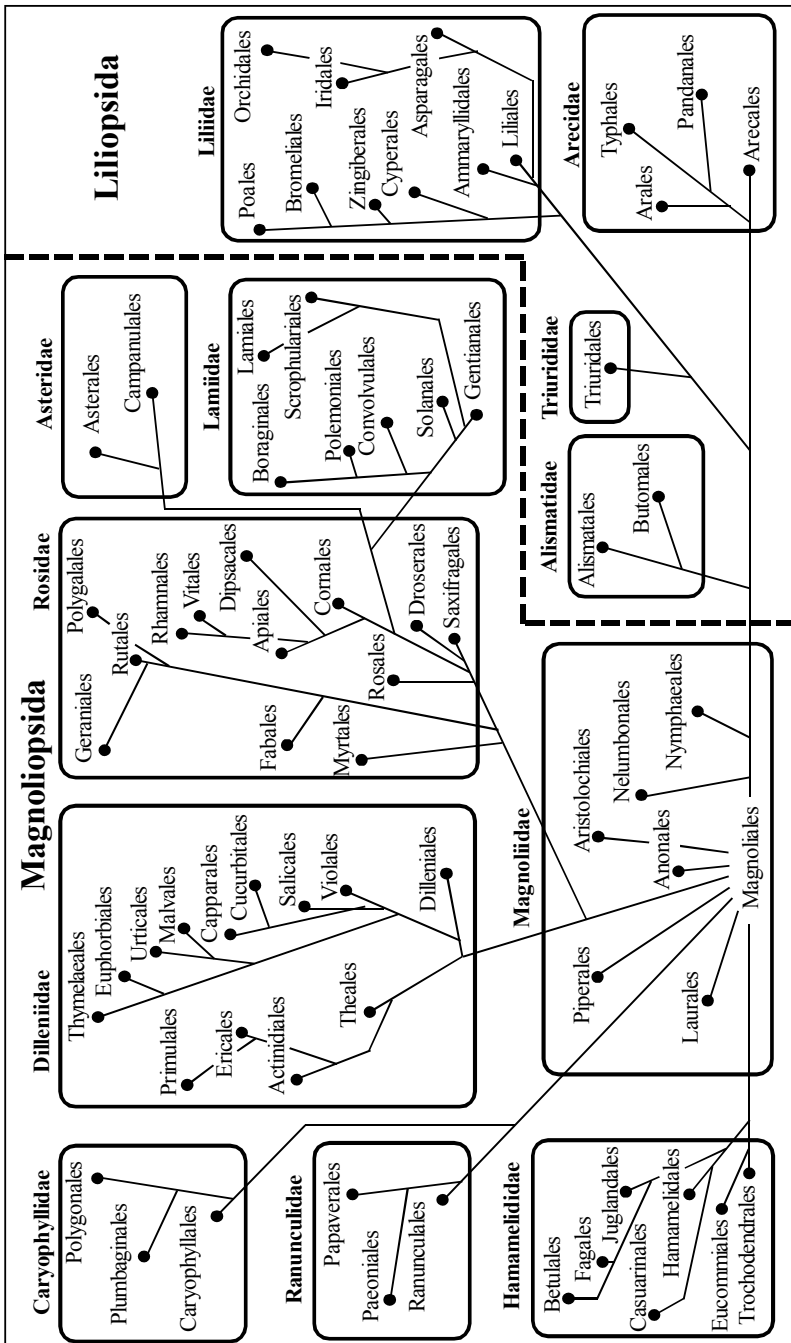 Magnoliopsida
Liliopsida
Caryophyllidae
Polygonales
Plumbaginales
Caryophyllales
Ranunculidae
Papaverales
Paeoniales
Ranunculales
Hamamelididae
Betulales
Fagales
Juglandales
Casuarinales
Hamamelidales
Eucommiales
Trochodendrales
Dilleniidae
Thymelaeales
Euphorbiales
Urticales
Malvales
Capparales
Cucurbitales
Salicales
Violales
Dilleniales
Primulales
Ericales
Actinidiales
Theales
Magnoliidae
Piperales
Laurales
Magnoliales
Anonales
Aristolochiales
Nelumbonales
Nymphaeales
Rosidae
Polygalales
Rutales
Geraniales
Rhamnales
Vitales
Dipsacales
Apiales
Cornales
Fabales
Myrtales
Rosales
Droserales
Saxifragales
Asteridae
Asterales
Campanulales
Lamiidae
Lamiales
Scrophulariales
Boraginales
Polemoniales
Convolvulales
Solanales
Gentianales
Alismatidae
Alismatales
Butomales
Triurididae
Triuridales
Liliidae
Orchidales
Iridales
Asparagales
Poales
Bromeliales
Zingiberales
Cyperales
Ammaryllidales
Liliales
Arecidae
Typhales
Pandanales
Arales
Arecales